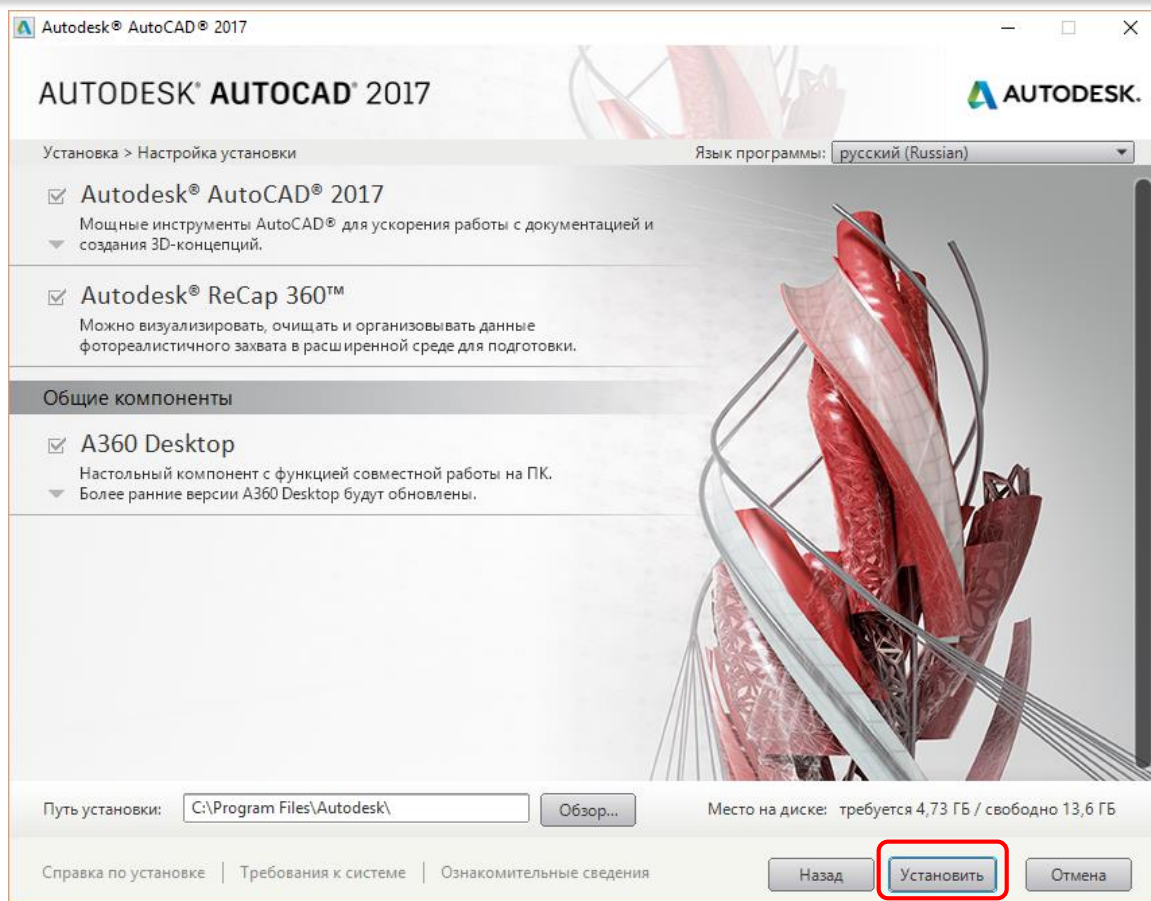 Autodesk® AutoCAD® 2017
AUTODESK® AUTOCAD® 2017
AUTODESK.
Установка > Настройка установки
Язык программы: русский (Russian)
Autodesk® AutoCAD® 2017
Мощные инструменты AutoCAD® для ускорения работы с документацией и
создания 3D-концепций.
Autodesk® ReCap 360™
Можно визуализировать, очищать и организовывать данные
фотореалистичного захвата в расширенной среде для подготовки.
Общие компоненты
A360 Desktop
Настольный компонент с функцией совместной работы на ПК.
Более ранние версии A360 Desktop будут обновлены.
Путь установки: C:\Program Files\Autodesk\ Обзор... Место на диске: требуется 4,73 ГБ / свободно 13,6 ГБ
Справка по установке | Требования к системе | Ознакомительные сведения Назад Установить Отмена